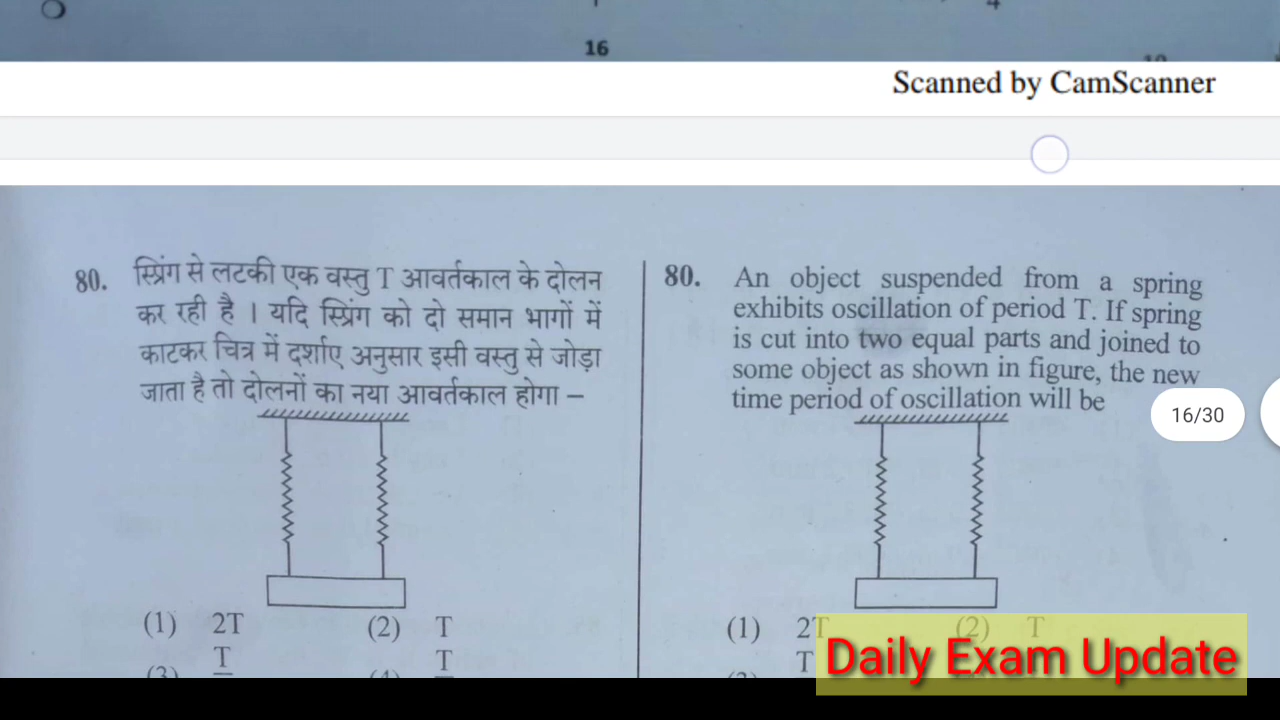 16
Scanned by CamScanner
80. स्प्रिंग से लटकी एक वस्तु T आवर्तकाल के दोलन
कर रही है । यदि स्प्रिंग को दो समान भागों में
काटकर चित्र में दर्शाए अनुसार इसी वस्तु से जोड़ा
जाता है तो दोलनों का नया आवर्तकाल होगा –
(1) 2T (2) T
T T
80. An object suspended from a spring
exhibits oscillation of period T. If spring
is cut into two equal parts and joined to
some object as shown in figure, the new
time period of oscillation will be
16/30
(1) 2T (2) T
T
Daily Exam Update